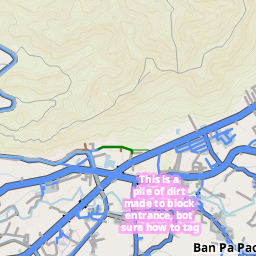 This is a
pile of dirt
made to block
entrance, bot
sure how to tag
Ban Pa Pao